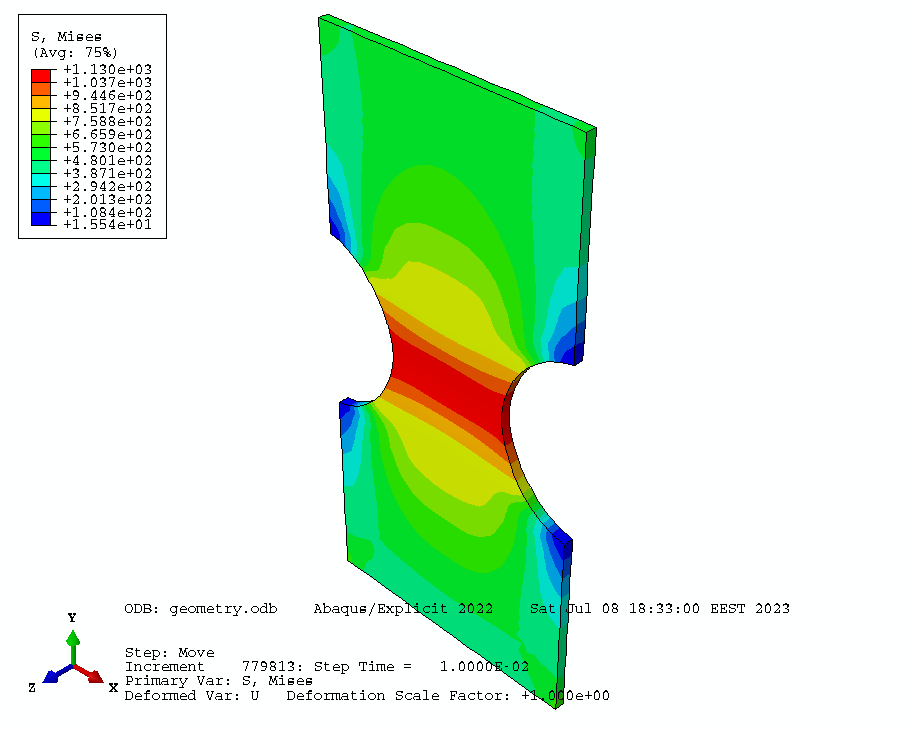 S, Mises
(Avg: 75%)
+1.130e+03
+1.037e+03
+9.446e+02
+8.517e+02
+7.588e+02
+6.659e+02
+5.730e+02
+4.801e+02
+3.871e+02
+2.942e+02
+2.013e+02
+1.084e+02
+1.554e+01
ODB: geometry.odb Abaqus/Explicit 2022 Sat Jul 08 18:33:00 EEST 2023
Y
Z X
Step: Move
Increment 779813: Step Time = 1.0000E-02
Primary Var: S, Mises
Deformed Var: U Deformation Scale Factor: +1.000e+00